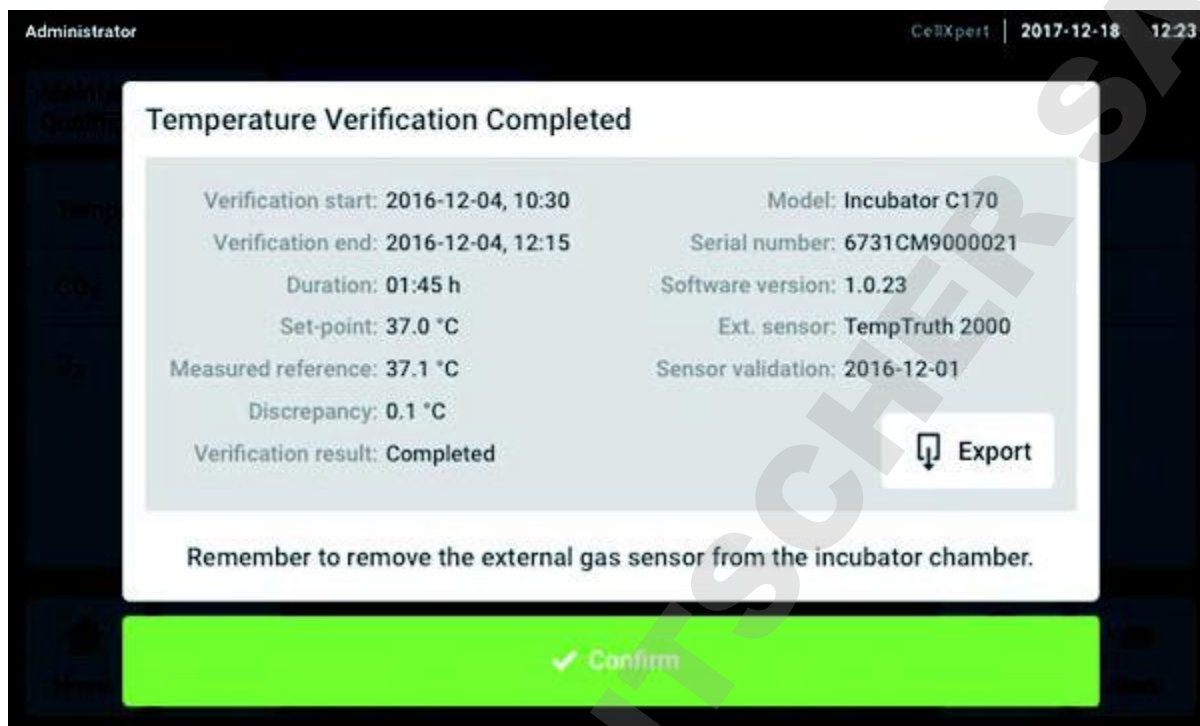 Administrator
CellXpert | 2017-12-18 12:23
Temperature Verification Completed
Verification start: 2016-12-04, 10:30
Verification end: 2016-12-04, 12:15
Duration: 01:45 h
Set-point: 37.0 °C
Measured reference: 37.1 °C
Discrepancy: 0.1 °C
Verification result: Completed
Model: Incubator C170
Serial number: 6731CM9000021
Software version: 1.0.23
Ext. sensor: TempTruth 2000
Sensor validation: 2016-12-01
Export
Remember to remove the external gas sensor from the incubator chamber.
Confirm